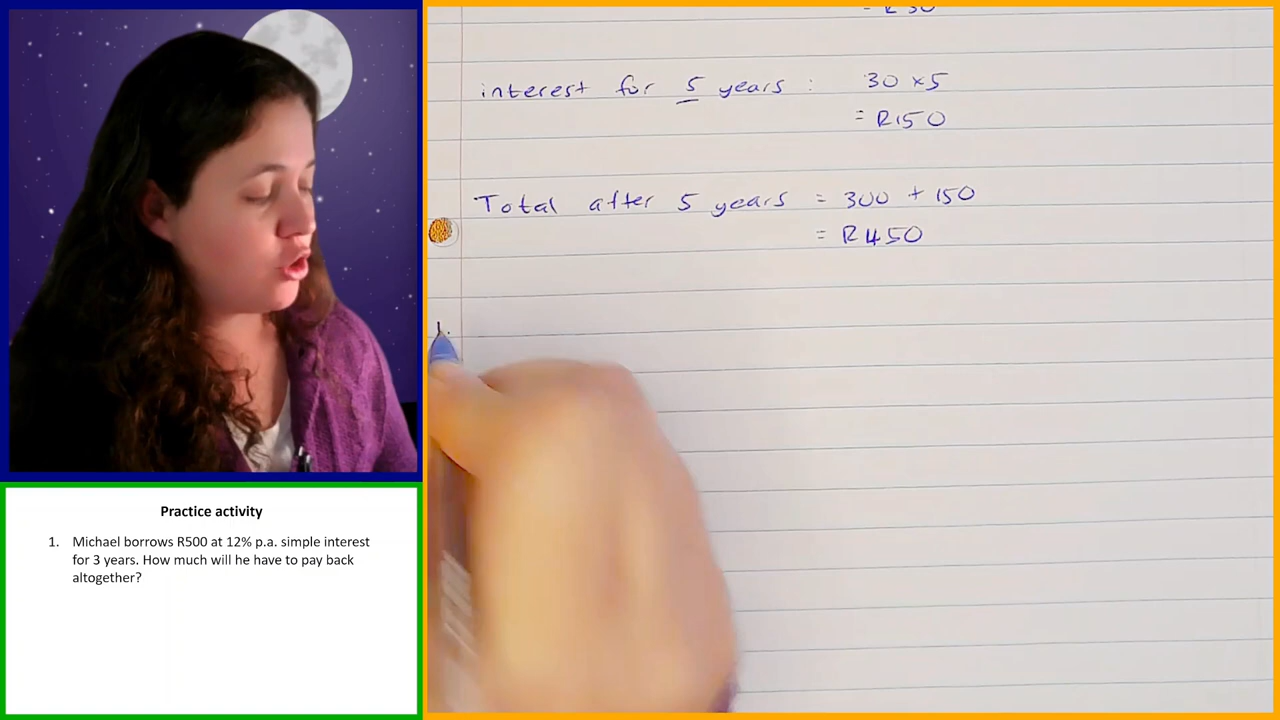 interest for 5 years : 30 × 5
= R150
Total after 5 years = 300 + 150
= R450
1.
Practice activity
1. Michael borrows R500 at 12% p.a. simple interest
for 3 years. How much will he have to pay back
altogether?